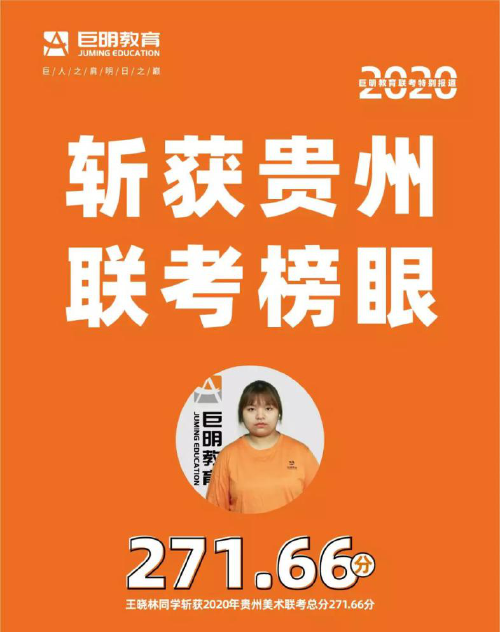 巨明教育
JUMING EDUCATION
巨/人/之/肩/明/日/之/巅
2020
巨明教育联考特别报道
斩获贵州
联考榜眼
巨明教育
JUMING EDUCATION
271.66分
王晓林同学斩获2020年贵州美术联考总分271.66分